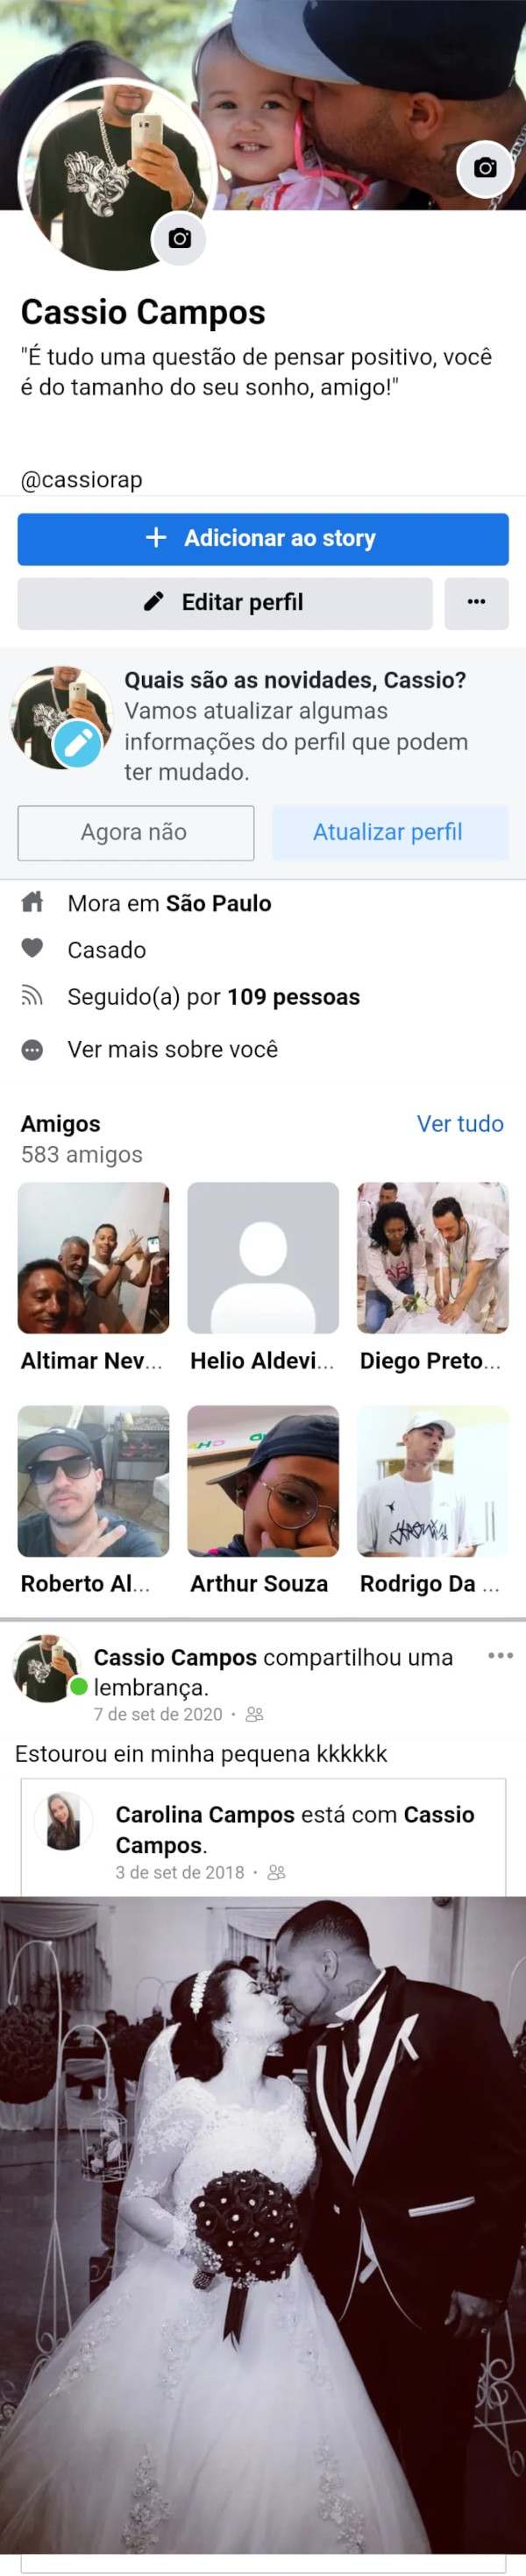 Cassio Campos
"É tudo uma questão de pensar positivo, você
é do tamanho do seu sonho, amigo!"
@cassiorap
Adicionar ao story
Editar perfil
Quais são as novidades, Cassio?
Vamos atualizar algumas
informações do perfil que podem
ter mudado.
Agora não
Atualizar perfil
Mora em São Paulo
Casado
Seguido(a) por 109 pessoas
Ver mais sobre você
Amigos
Ver tudo
583 amigos
Altimar Nev...
Helio Aldevi...
Diego Preto...
Roberto Al...
Arthur Souza
Rodrigo Da ...
Cassio Campos compartilhou uma
lembrança.
7 de set de 2020 ·
Estourou ein minha pequena kkkkkk
Carolina Campos está com Cassio
Campos.
3 de set de 2018 ·